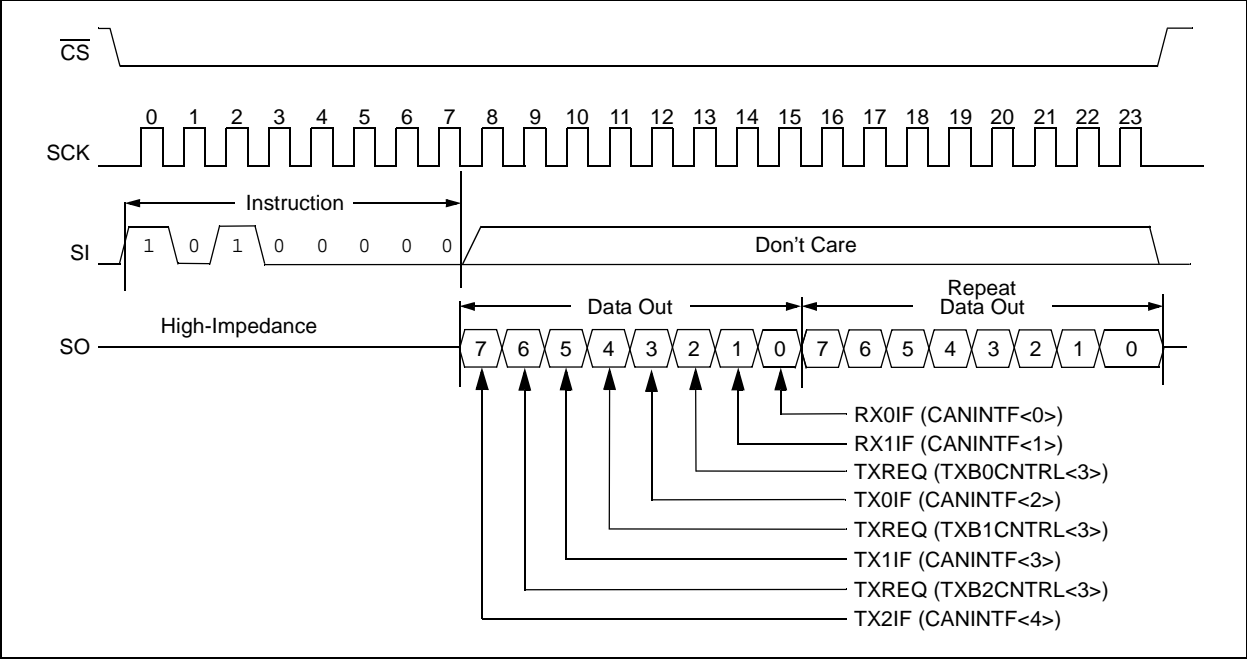 CS
0 1 2 3 4 5 6 7 8 9 10 11 12 13 14 15 16 17 18 19 20 21 22 23
SCK
Instruction
SI 1 0 1 0 0 0 0 0 Don't Care
Repeat
Data Out Data Out
High-Impedance
SO 7 6 5 4 3 2 1 0 7 6 5 4 3 2 1 0
RX0IF (CANINTF<0>)
RX1IF (CANINTF<1>)
TXREQ (TXB0CNTRL<3>)
TX0IF (CANINTF<2>)
TXREQ (TXB1CNTRL<3>)
TX1IF (CANINTF<3>)
TXREQ (TXB2CNTRL<3>)
TX2IF (CANINTF<4>)